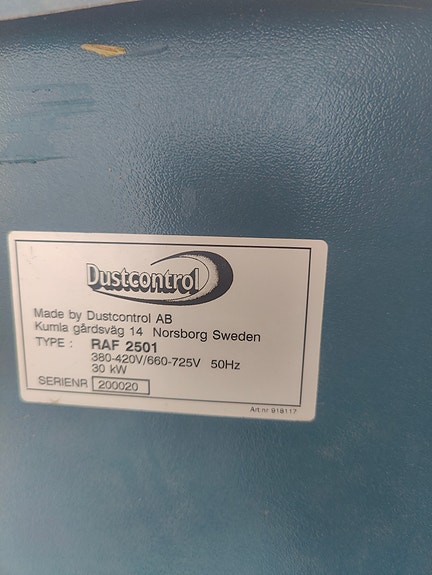 Dustcontrol
Made by Dustcontrol AB
Kumla gårdsväg 14 Norsborg Sweden
TYPE : RAF 2501
380-420V/660-725V 50Hz
30 kW
SERIENR 200020
Art.nr 918117